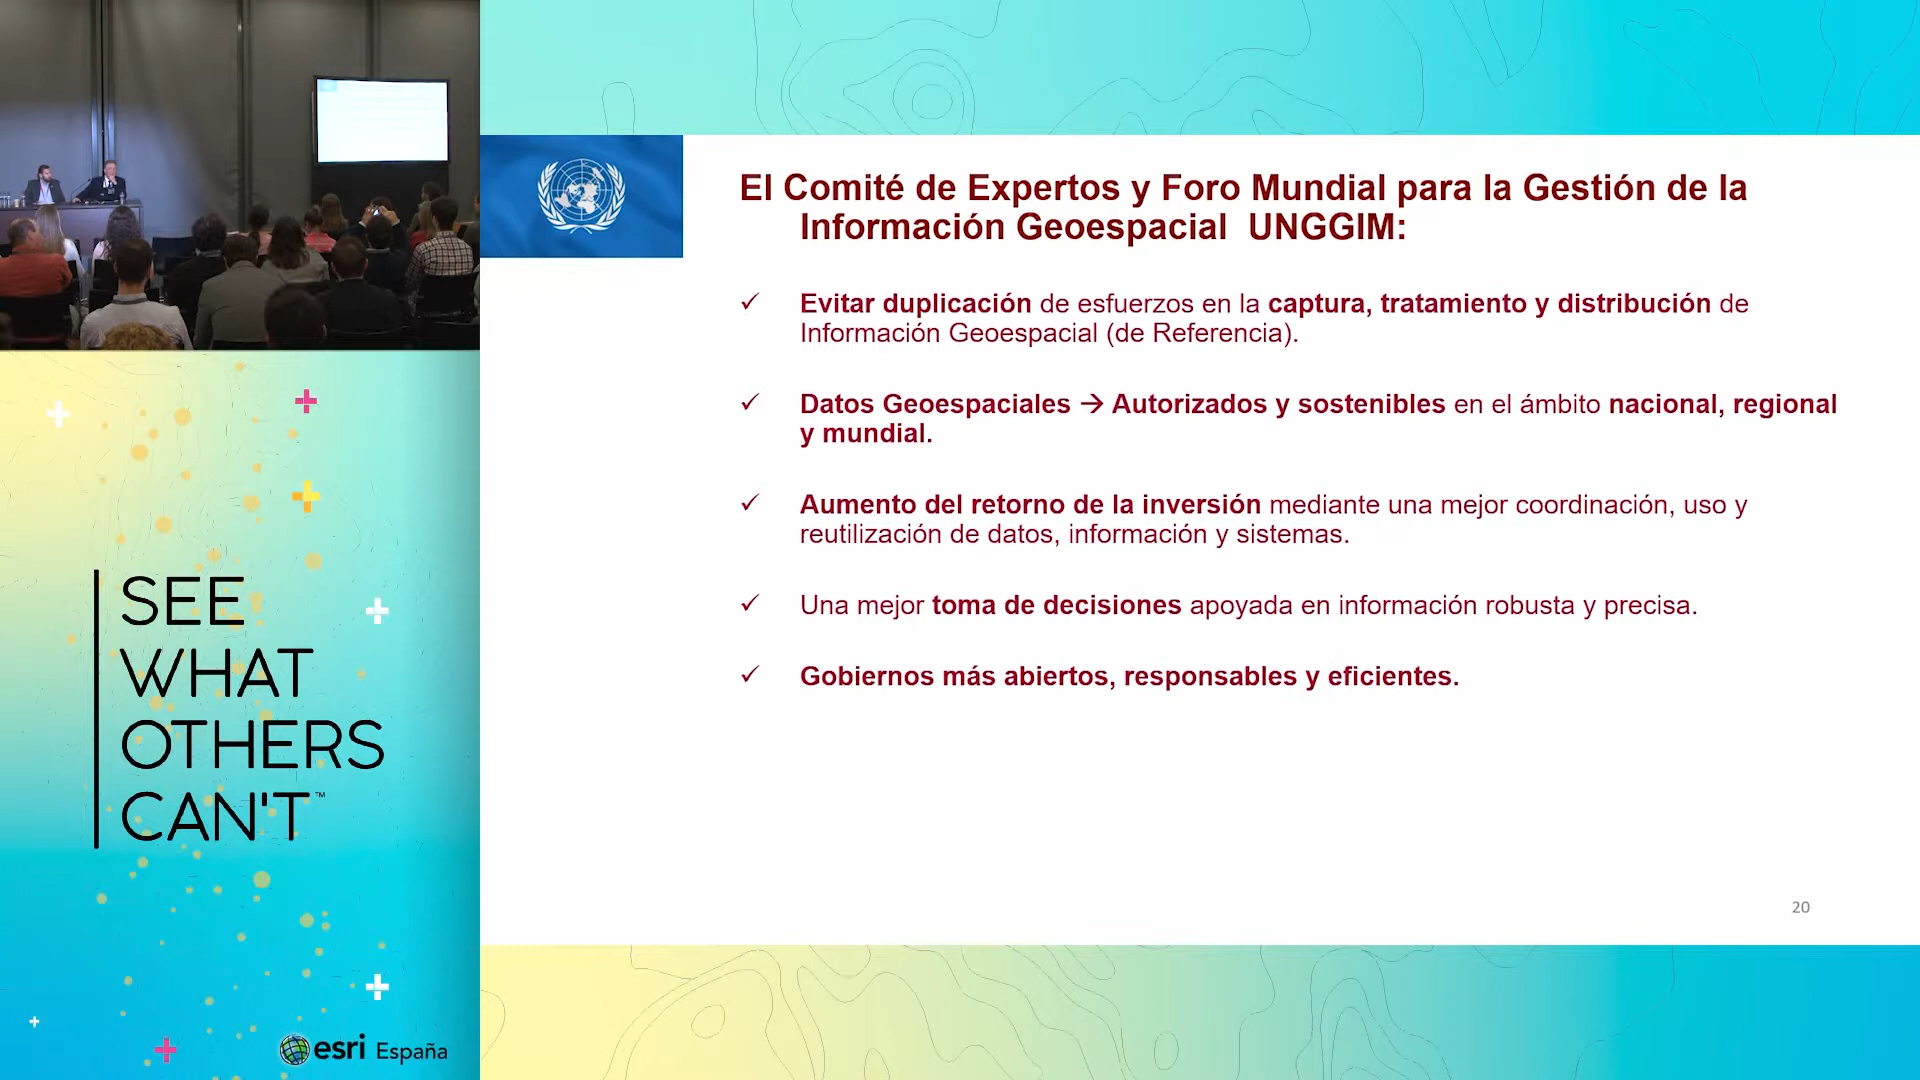 El Comité de Expertos y Foro Mundial para la Gestión de la
Información Geoespacial UNGGIM:
✓ Evitar duplicación de esfuerzos en la captura, tratamiento y distribución de
Información Geoespacial (de Referencia).
✓ Datos Geoespaciales → Autorizados y sostenibles en el ámbito nacional, regional
y mundial.
✓ Aumento del retorno de la inversión mediante una mejor coordinación, uso y
reutilización de datos, información y sistemas.
✓ Una mejor toma de decisiones apoyada en información robusta y precisa.
✓ Gobiernos más abiertos, responsables y eficientes.
20
SEE
WHAT
OTHERS
CAN'T™
esri España